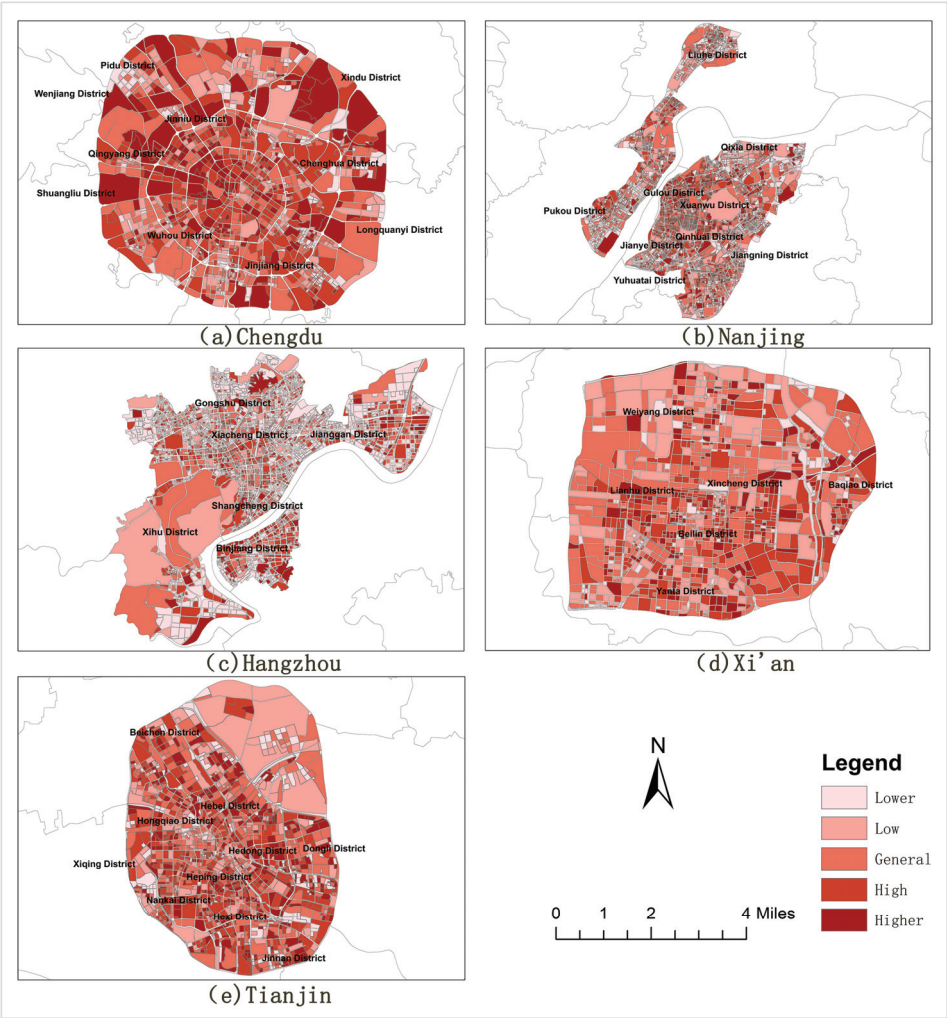 Pidu District
Xindu District
Wenjiang District
Jinniu District
Qingyang District
Chenghua District
Shuangliu District
Longquanyi District
Wuhou District
Jinjiang District
(a)Chengdu
Liuhe District
Qixia District
Gulou District
Xuanwu District
Pukou District
Qinhuai District
Jianye District
Jiangning District
Yuhuatai District
(b)Nanjing
Gongshu District
Xiacheng District
Jianggan District
Shangcheng District
Xihu District
Binjiang District
(c)Hangzhou
Weiyang District
Xincheng District
Baqiao District
Lianhu District
Beilin District
Yanta District
(d)Xi'an
Beichen District
Hebei District
Hongqiao District
Hedong District
Dongli District
Xiqing District
Heping District
Nankai District
Hexi District
Jinnan District
(e)Tianjin
N
0 1 2 4 Miles
Legend
Lower
Low
General
High
Higher